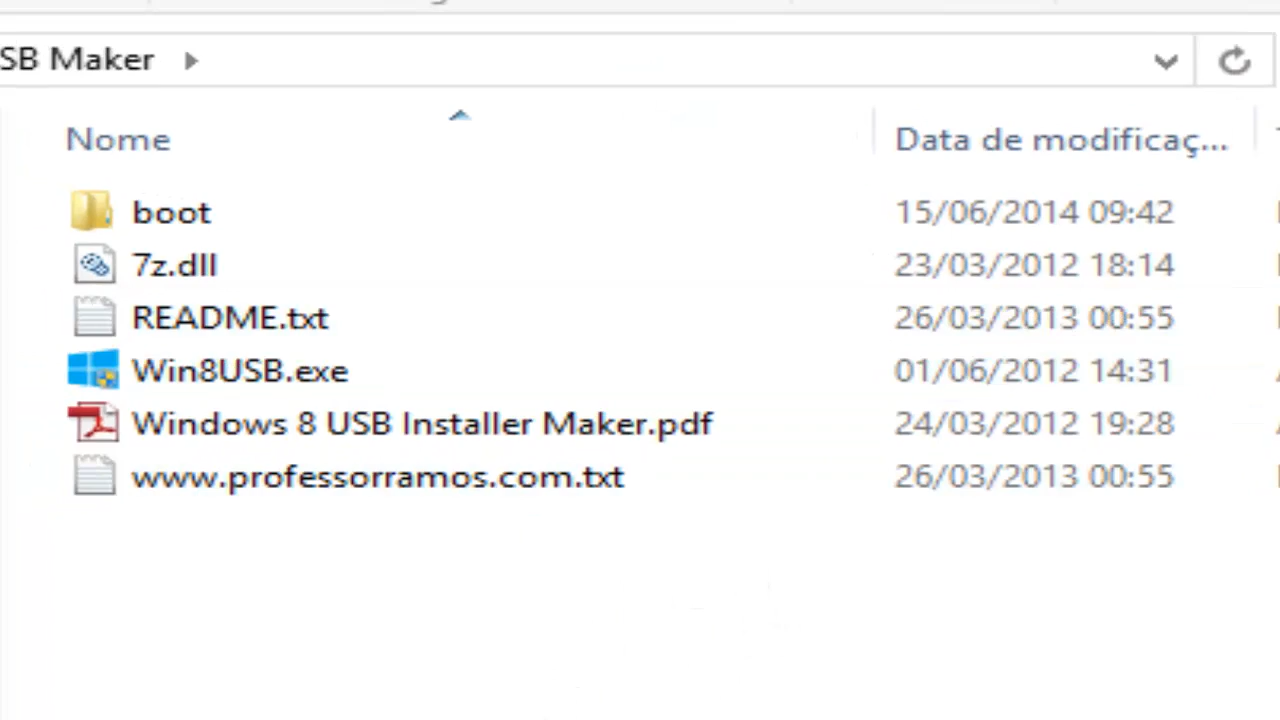 SB Maker
Nome Data de modificaç...
boot 15/06/2014 09:42
7z.dll 23/03/2012 18:14
README.txt 26/03/2013 00:55
Win8USB.exe 01/06/2012 14:31
Windows 8 USB Installer Maker.pdf 24/03/2012 19:28
www.professorramos.com.txt 26/03/2013 00:55